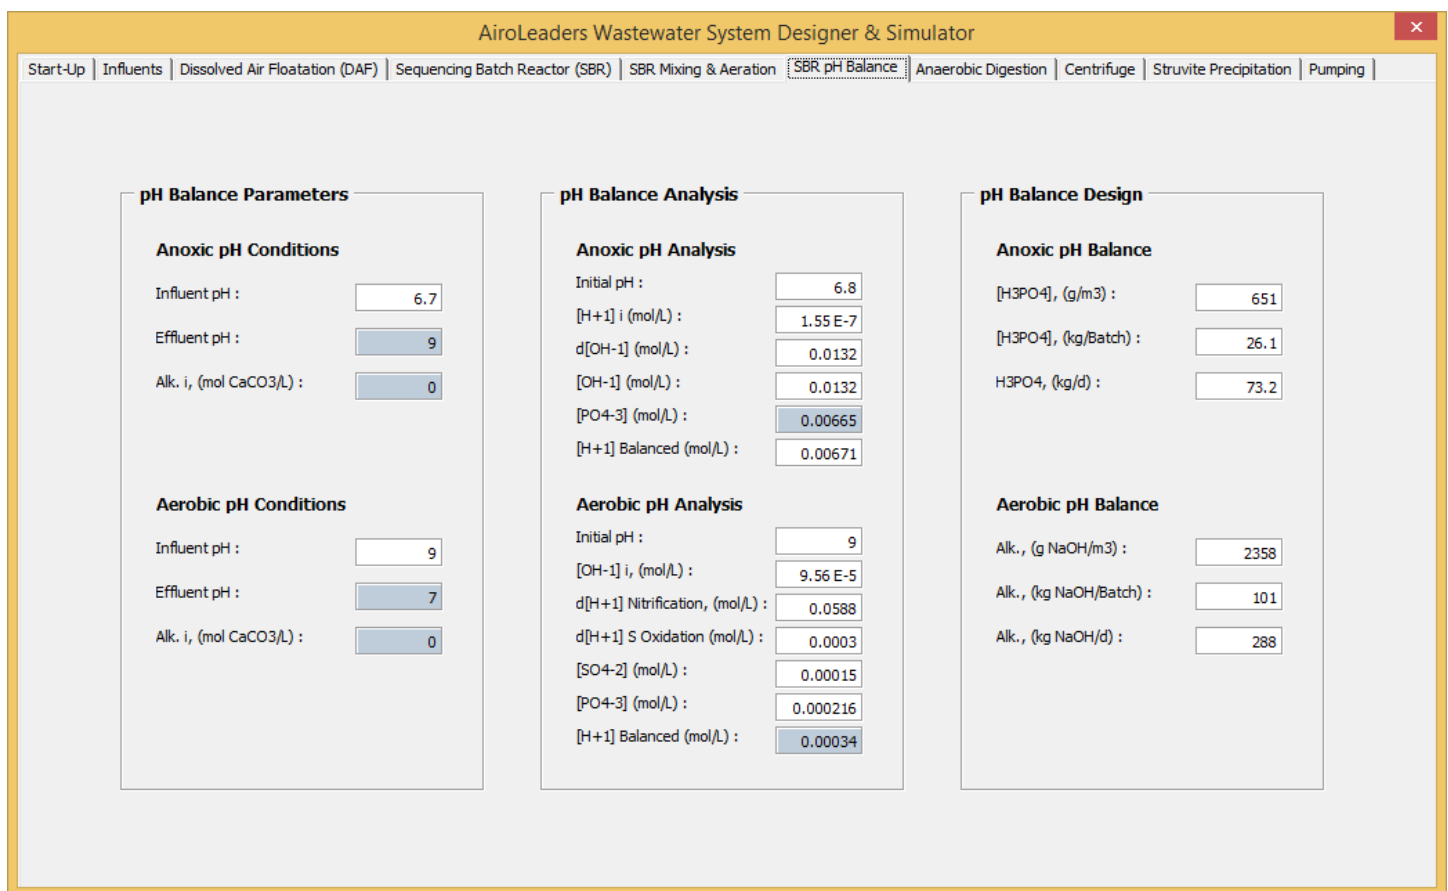 AiroLeaders Wastewater System Designer & Simulator
Start-Up Influents Dissolved Air Floatation (DAF) Sequencing Batch Reactor (SBR) SBR Mixing & Aeration SBR pH Balance Anaerobic Digestion Centrifuge Struvite Precipitation Pumping
pH Balance Parameters
Anoxic pH Conditions
Influent pH : 6.7
Effluent pH : 9
Alk. i, (mol CaCO3/L) : 0
Aerobic pH Conditions
Influent pH : 9
Effluent pH : 7
Alk. i, (mol CaCO3/L) : 0
pH Balance Analysis
Anoxic pH Analysis
Initial pH : 6.8
[H+1] i (mol/L) : 1.55 E-7
d[OH-1] (mol/L) : 0.0132
[OH-1] (mol/L) : 0.0132
[PO4-3] (mol/L) : 0.00665
[H+1] Balanced (mol/L) : 0.00671
Aerobic pH Analysis
Initial pH : 9
[OH-1] i, (mol/L) : 9.56 E-5
d[H+1] Nitrification, (mol/L) : 0.0588
d[H+1] S Oxidation (mol/L) : 0.0003
[SO4-2] (mol/L) : 0.00015
[PO4-3] (mol/L) : 0.000216
[H+1] Balanced (mol/L) : 0.00034
pH Balance Design
Anoxic pH Balance
[H3PO4], (g/m3) : 651
[H3PO4], (kg/Batch) : 26.1
H3PO4, (kg/d) : 73.2
Aerobic pH Balance
Alk., (g NaOH/m3) : 2358
Alk., (kg NaOH/Batch) : 101
Alk., (kg NaOH/d) : 288